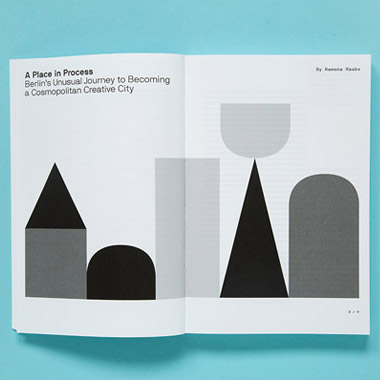 A Place in Process
Berlin's Unusual Journey to Becoming
a Cosmopolitan Creative City
By Ramona Raabe